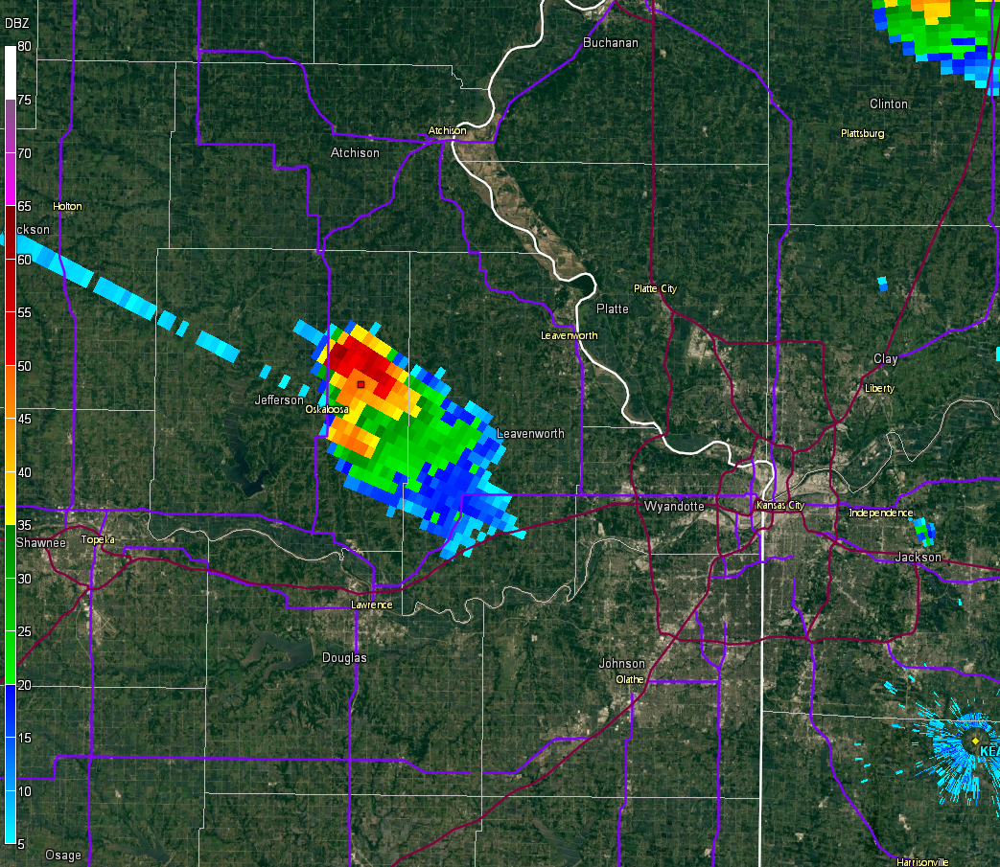 DBZ
80
75
70
65
60
55
50
45
40
35
30
25
20
15
10
5
Buchanan
Clinton
Plattsburg
Atchison
Atchison
Holton
ckson
Platte City
Platte
Leavenworth
Clay
Liberty
Jefferson
Oskaloosa
Leavenworth
Wyandotte
Kansas City
Independence
Shawnee
Topeka
Jackson
Lawrence
Douglas
Johnson
Olathe
KEA
Osage
Harrisonville